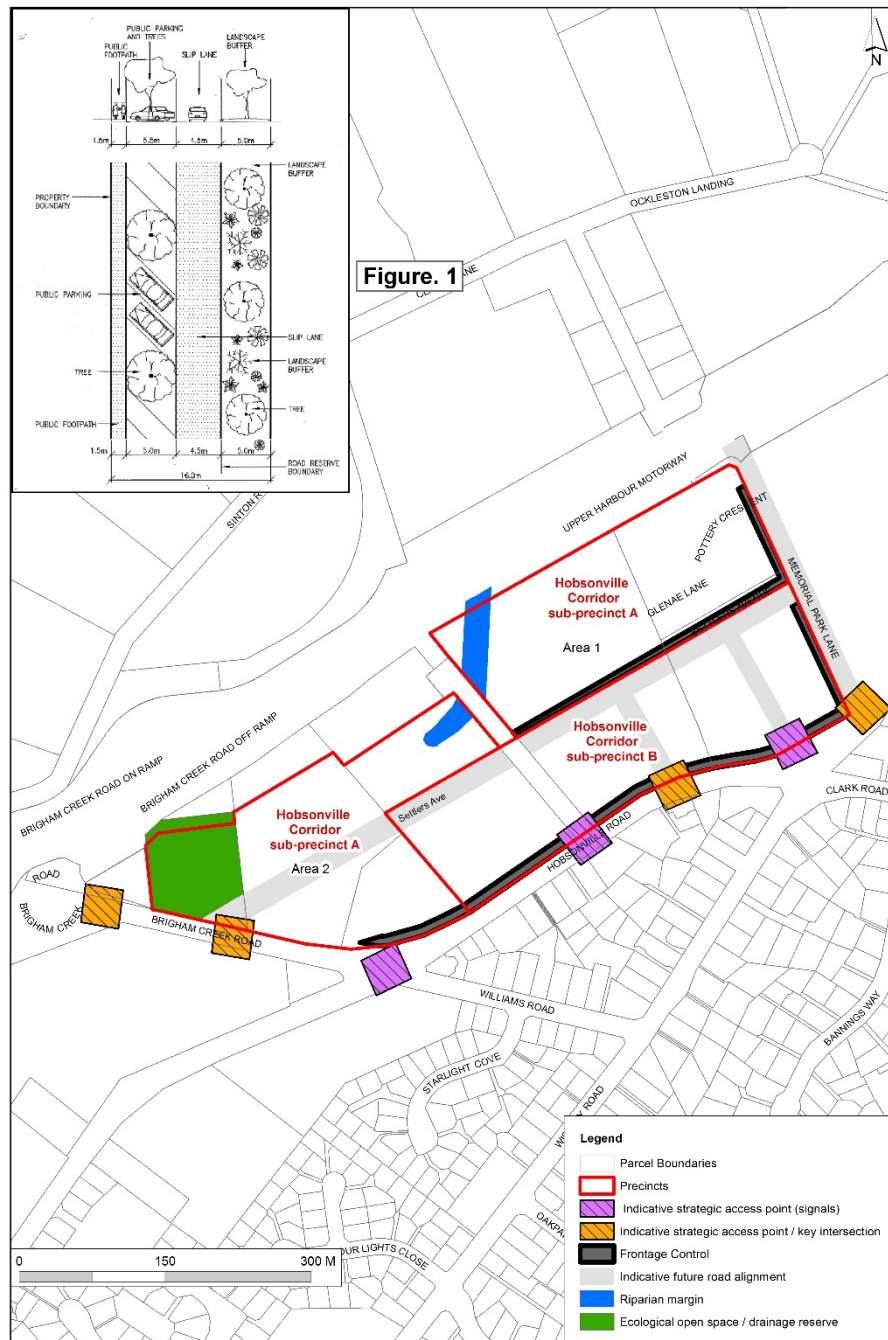 PUBLIC PARKING
AND TREES
PUBLIC
FOOTPATH
SLIP LANE
LANDSCAPE
BUFFER
5.0m
PROPERTY
BOUNDARY
LANDSCAPE
BUFFER
PUBLIC PARKING
SLIP LANE
LANDSCAPE
BUFFER
TREE
TREE
PUBLIC FOOTPATH
1.5m
5.0m
4.5m
5.0m
ROAD RESERVE
BOUNDARY
16.0m
N
Figure. 1
OCKLESTON LANDING
UPPER HARBOUR MOTORWAY
POTTERY CRESCENT
GLENAE LANE
MEMORIAL PARK LANE
Hobsonville
Corridor
sub-precinct A
Area 1
Hobsonville
Corridor
sub-precinct B
BRIGHAM CREEK ROAD ON RAMP
BRIGHAM CREEK ROAD OFF RAMP
Settlers Ave
Hobsonville
Corridor
sub-precinct A
Area 2
HOBSONVILLE ROAD
CLARK ROAD
ROAD
BRIGHAM CREEK
BRIGHAM CREEK ROAD
WILLIAMS ROAD
STARLIGHT COVE
BANNINGS WAY
OUR LIGHTS CLOSE
Legend
Parcel Boundaries
Precincts
Indicative strategic access point (signals)
Indicative strategic access point / key intersection
Frontage Control
Indicative future road alignment
Riparian margin
Ecological open space / drainage reserve
0 150 300 M